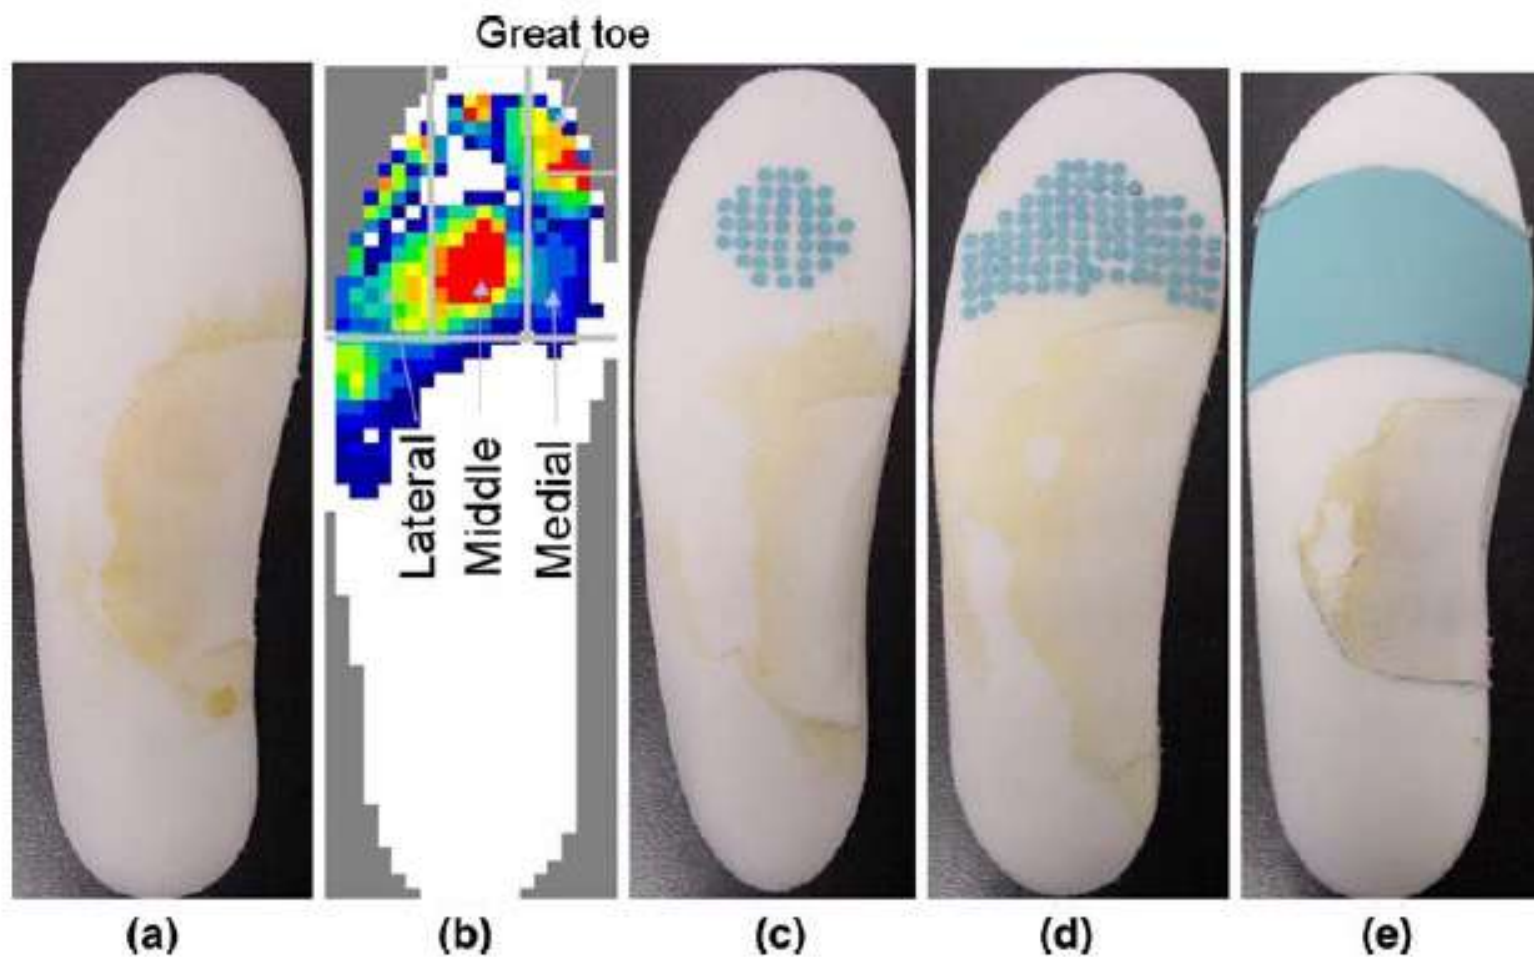 Great toe
Lateral
Middle
Medial
(a)
(b)
(c)
(d)
(e)